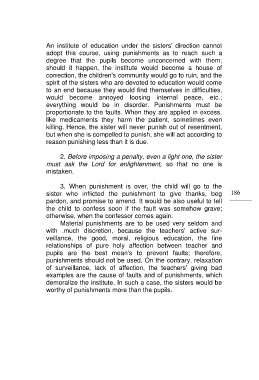 An institute of education under the sisters' direction cannot
adopt this course, using punishments as to reach such a
degree that the pupils become unconcerned with them;
should it happen, the institute would become a house of
correction, the children's community would go to ruin, and the
spirit of the sisters who are devoted to education would come
to an end because they would find themselves in difficulties,
would become annoyed loosing internal peace, etc.;
everything would be in disorder. Punishments must be
proportionate to the faults. When they are applied in excess,
like medicaments they harm the patient, sometimes even
killing. Hence, the sister will never punish out of resentment,
but when she is compelled to punish, she will act according to
reason punishing less than it is due.
2. Before imposing a penalty, even a light one, the sister
must ask the Lord for enlightenment, so that no one is
mistaken.
3. When punishment is over, the child will go to the
sister who inflicted the punishment to give thanks, beg
pardon, and promise to amend. It would be also useful to tell
the child to confess soon if the fault was somehow grave;
otherwise, when the confessor comes again.
Material punishments are to be used very seldom and
with .much discretion, because the teachers' active sur-
veillance, the good, moral, religious education, the fine
relationships of pure holy affection between teacher and
pupils are the best mean's to prevent faults; therefore,
punishments should not be used. On the contrary, relaxation
of surveillance, lack of affection, the teachers' giving bad
examples are the cause of faults and of punishments, which
demoralize the institute. In such a case, the sisters would be
worthy of punishments more than the pupils.
186